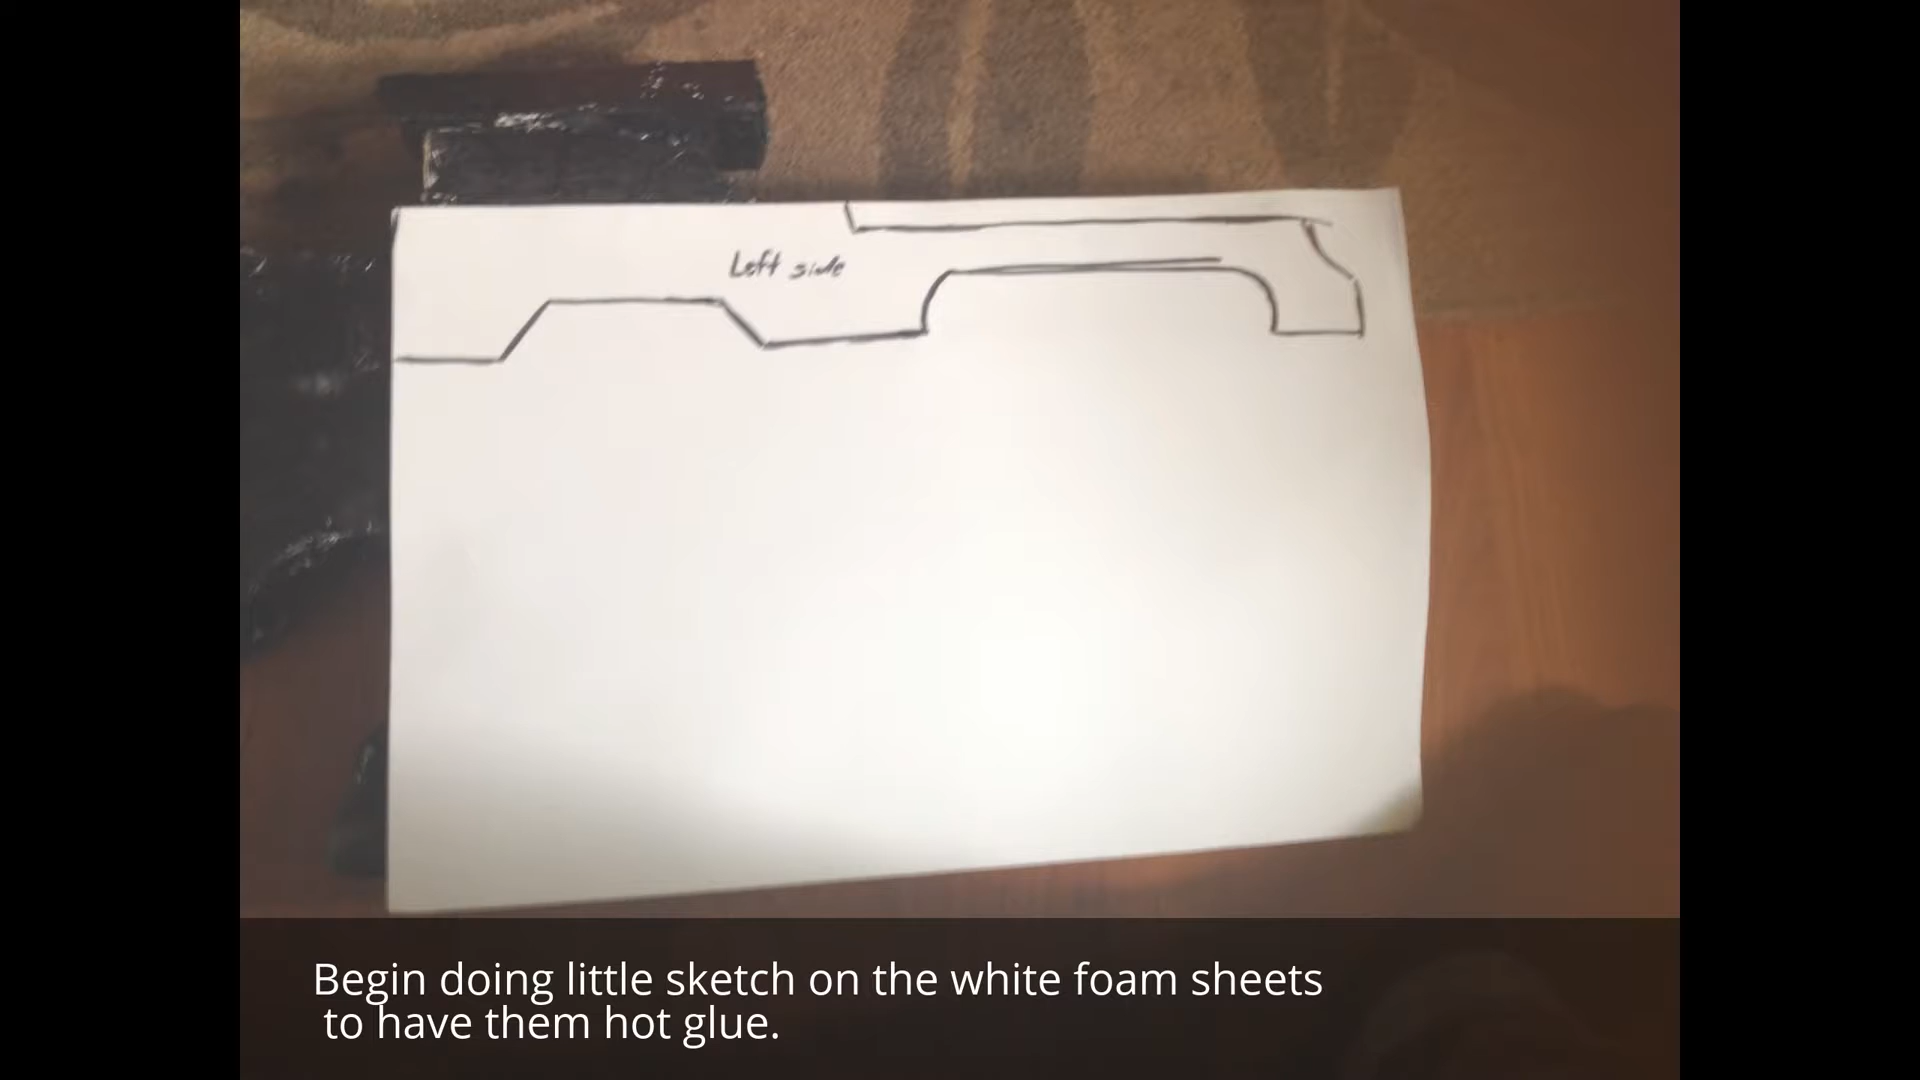 Left side
Begin doing little sketch on the white foam sheets
to have them hot glue.